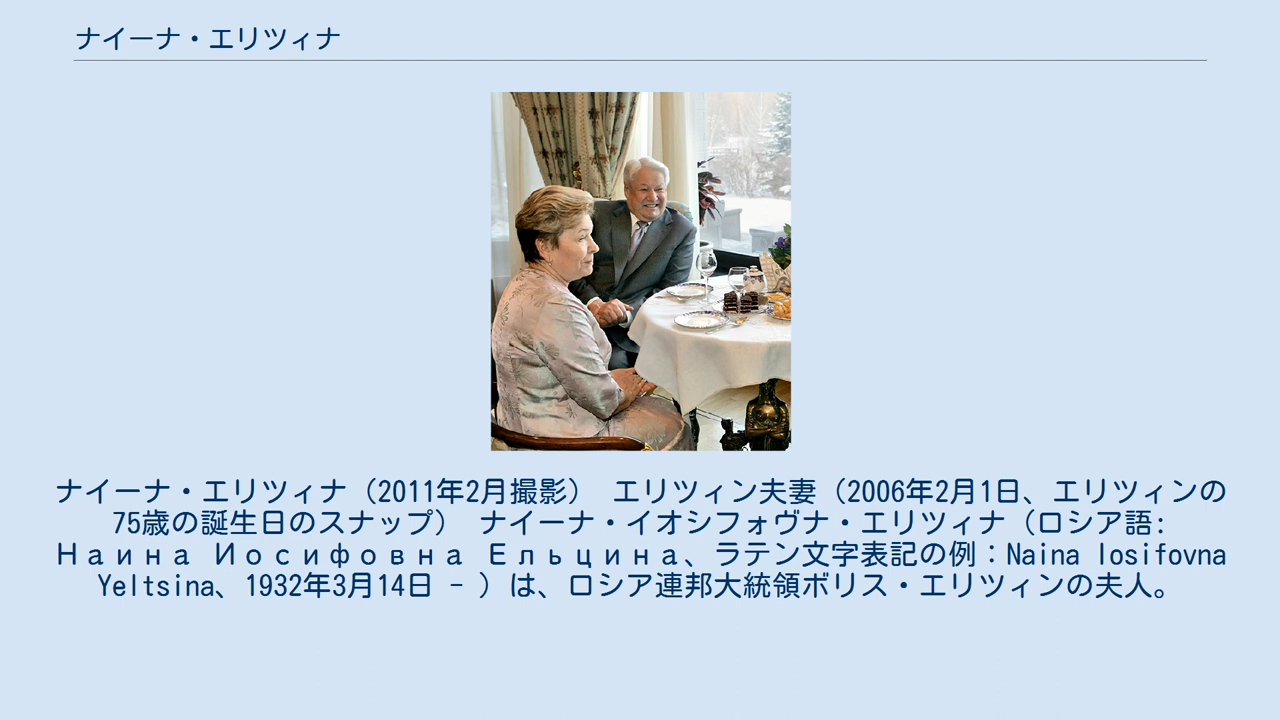 ナイーナ・エリツィナ
ナイーナ・エリツィナ（2011年2月撮影）　エリツィン夫妻（2006年2月1日、エリツィンの
75歳の誕生日のスナップ）　ナイーナ・イオシフォヴナ・エリツィナ（ロシア語:
Наина Иосифовна Ельцина、ラテン文字表記の例：Naina Iosifovna
Yeltsina、1932年3月14日 - ）は、ロシア連邦大統領ボリス・エリツィンの夫人。